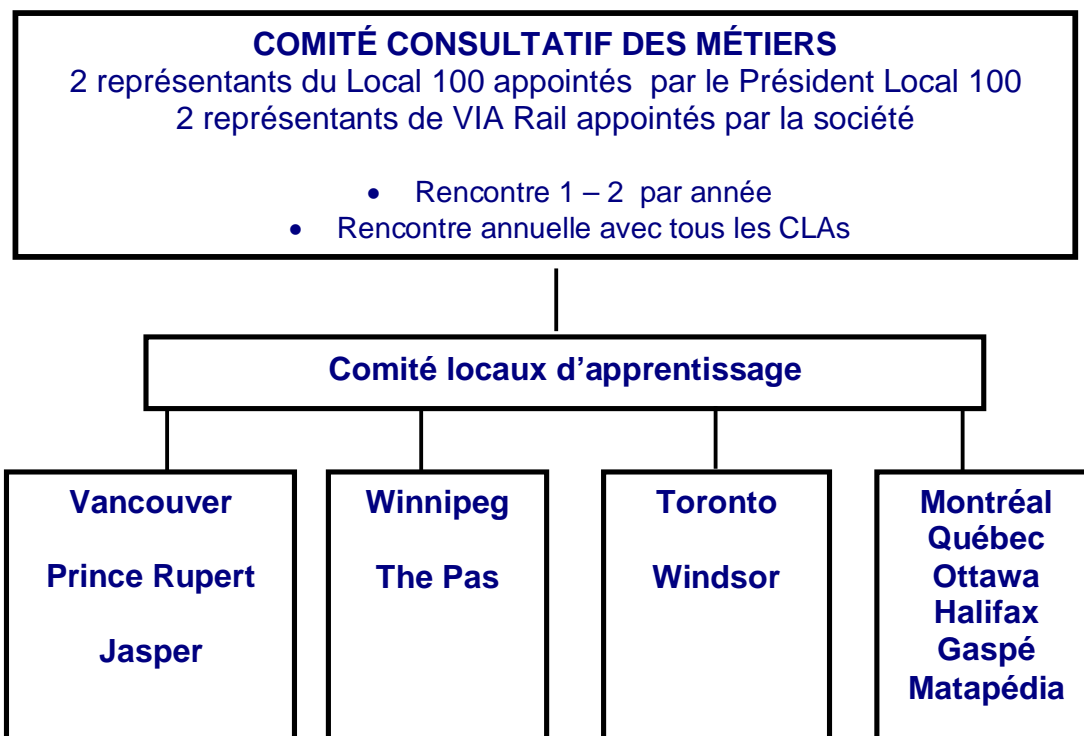 COMITÉ CONSULTATIF DES MÉTIERS
2 représentants du Local 100 appointés par le Président Local 100
2 représentants de VIA Rail appointés par la société
• Rencontre 1 – 2 par année
• Rencontre annuelle avec tous les CLAs
Comité locaux d’apprentissage
Vancouver
Prince Rupert
Jasper
Winnipeg
The Pas
Toronto
Windsor
Montréal
Québec
Ottawa
Halifax
Gaspé
Matapédia